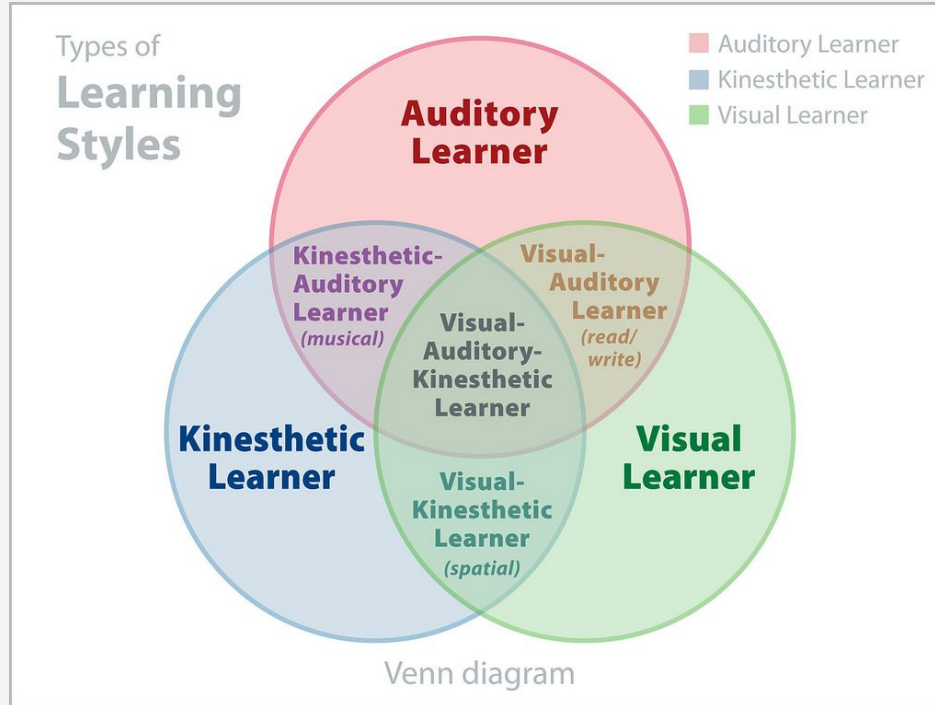 Types of
Learning
Styles
Auditory Learner
Kinesthetic Learner
Visual Learner
Auditory
Learner
Kinesthetic-
Auditory
Learner
(musical)
Visual-
Auditory
Learner
(read/
write)
Visual-
Auditory-
Kinesthetic
Learner
Kinesthetic
Learner
Visual
Learner
Visual-
Kinesthetic
Learner
(spatial)
Venn diagram